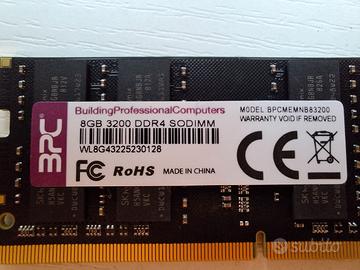 BPC
BuildingProfessionalComputers
8GB 3200 DDR4 SODIMM
WL8G43225230128
FC RoHS MADE IN CHINA
MODEL BPCMEMNB83200
WARRANTY VOID IF REMOVED
CE
subito